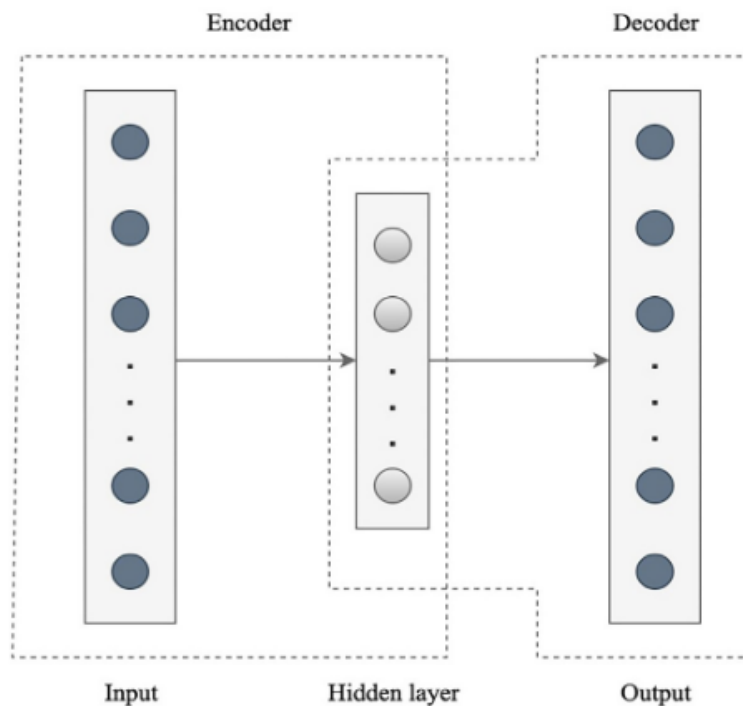 Encoder
Decoder
Input
Hidden layer
Output